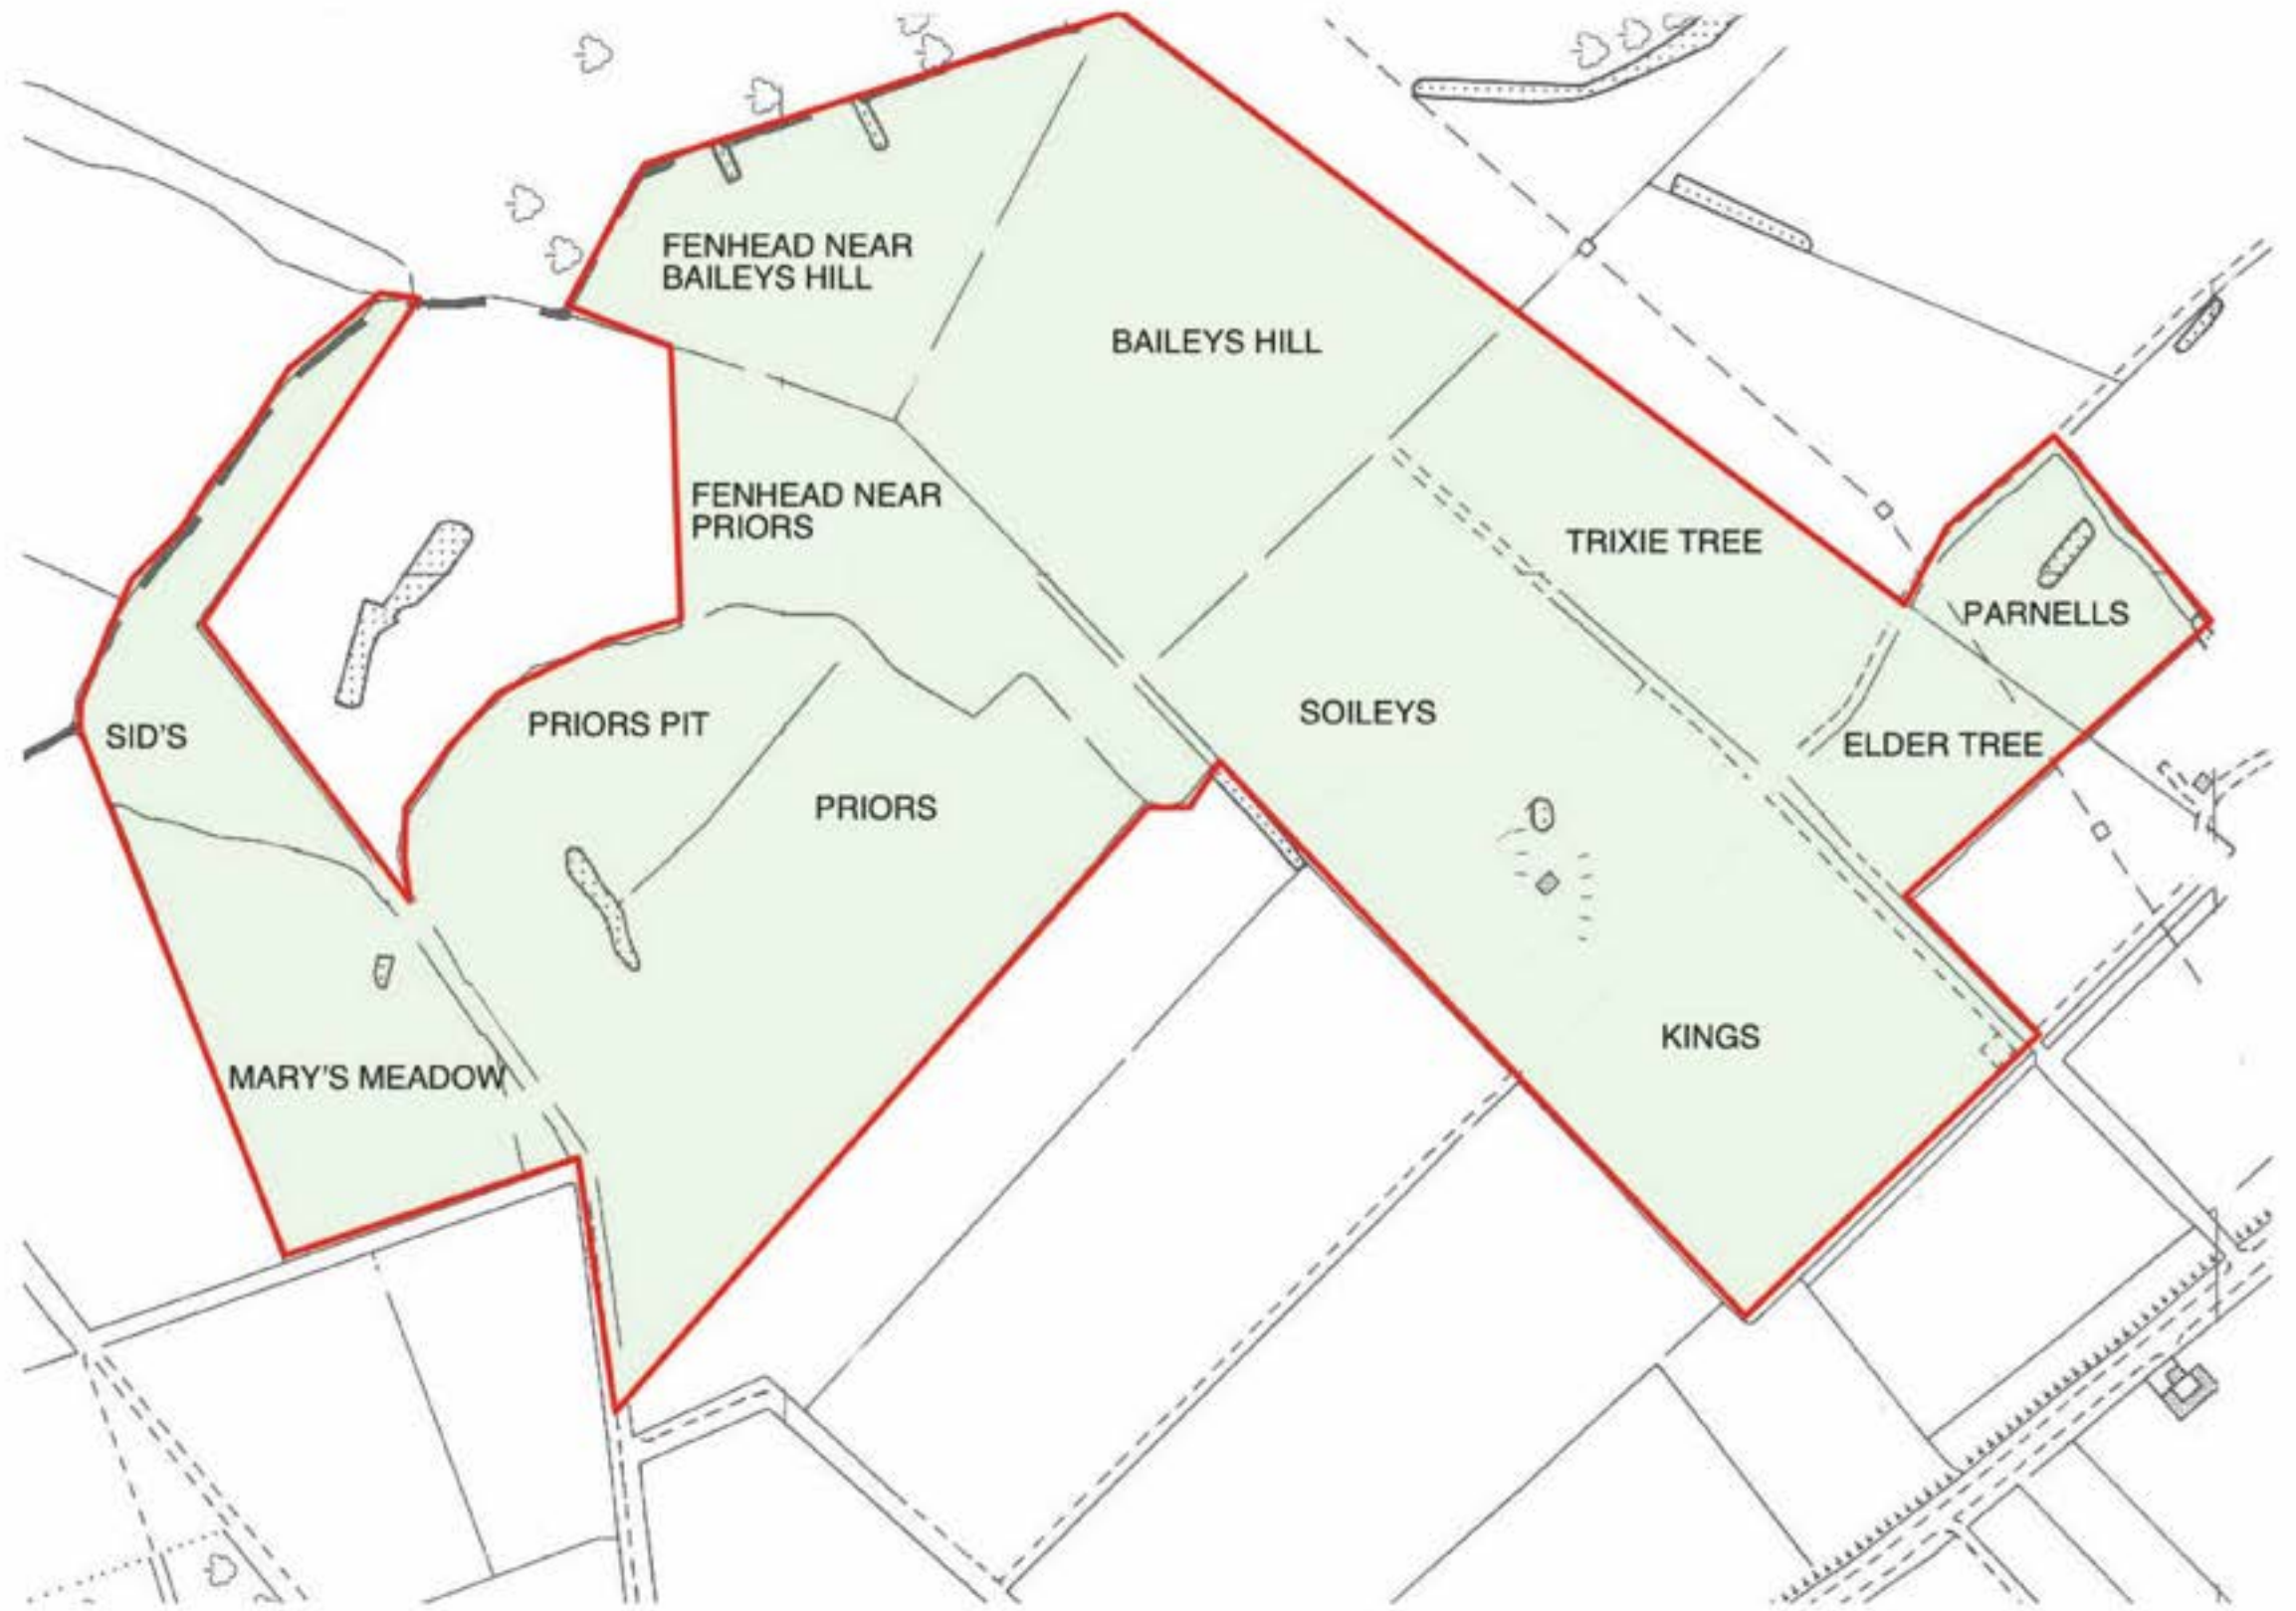 FENHEAD NEAR
BAILEYS HILL
BAILEYS HILL
FENHEAD NEAR
PRIORS
TRIXIE TREE
PARNELLS
SID'S
PRIORS PIT
SOILEYS
ELDER TREE
PRIORS
KINGS
MARY'S MEADOW